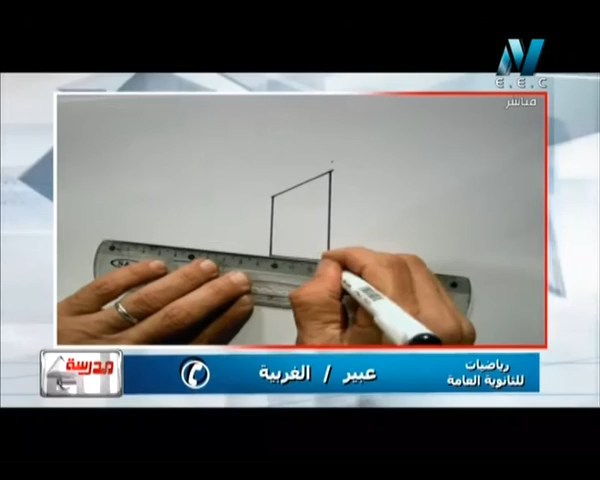 E.E.C
مباشر
رياضيات
للثانوية العامة
عبير / الغربية
مدرسة